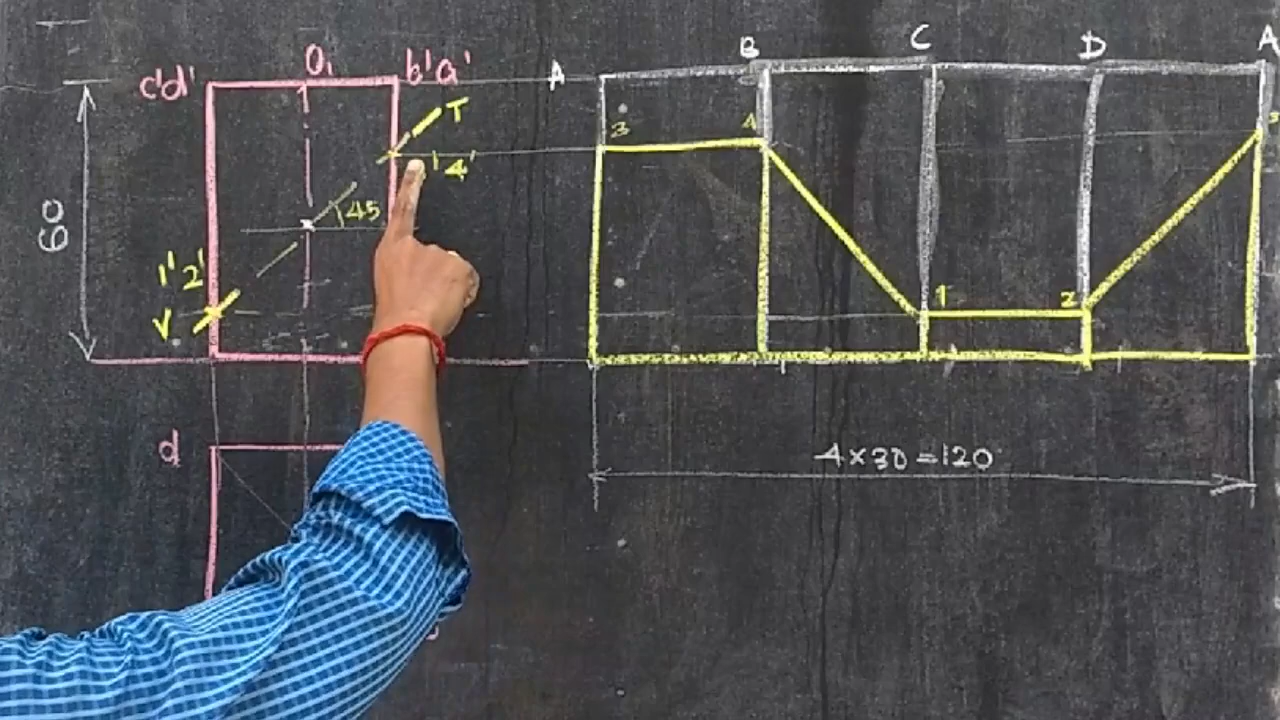 c'd' O₁ b'a' A B C D A
T
3 4 3'
' 4'
45
60
1' 2'
V
1 2
d
4×30=120